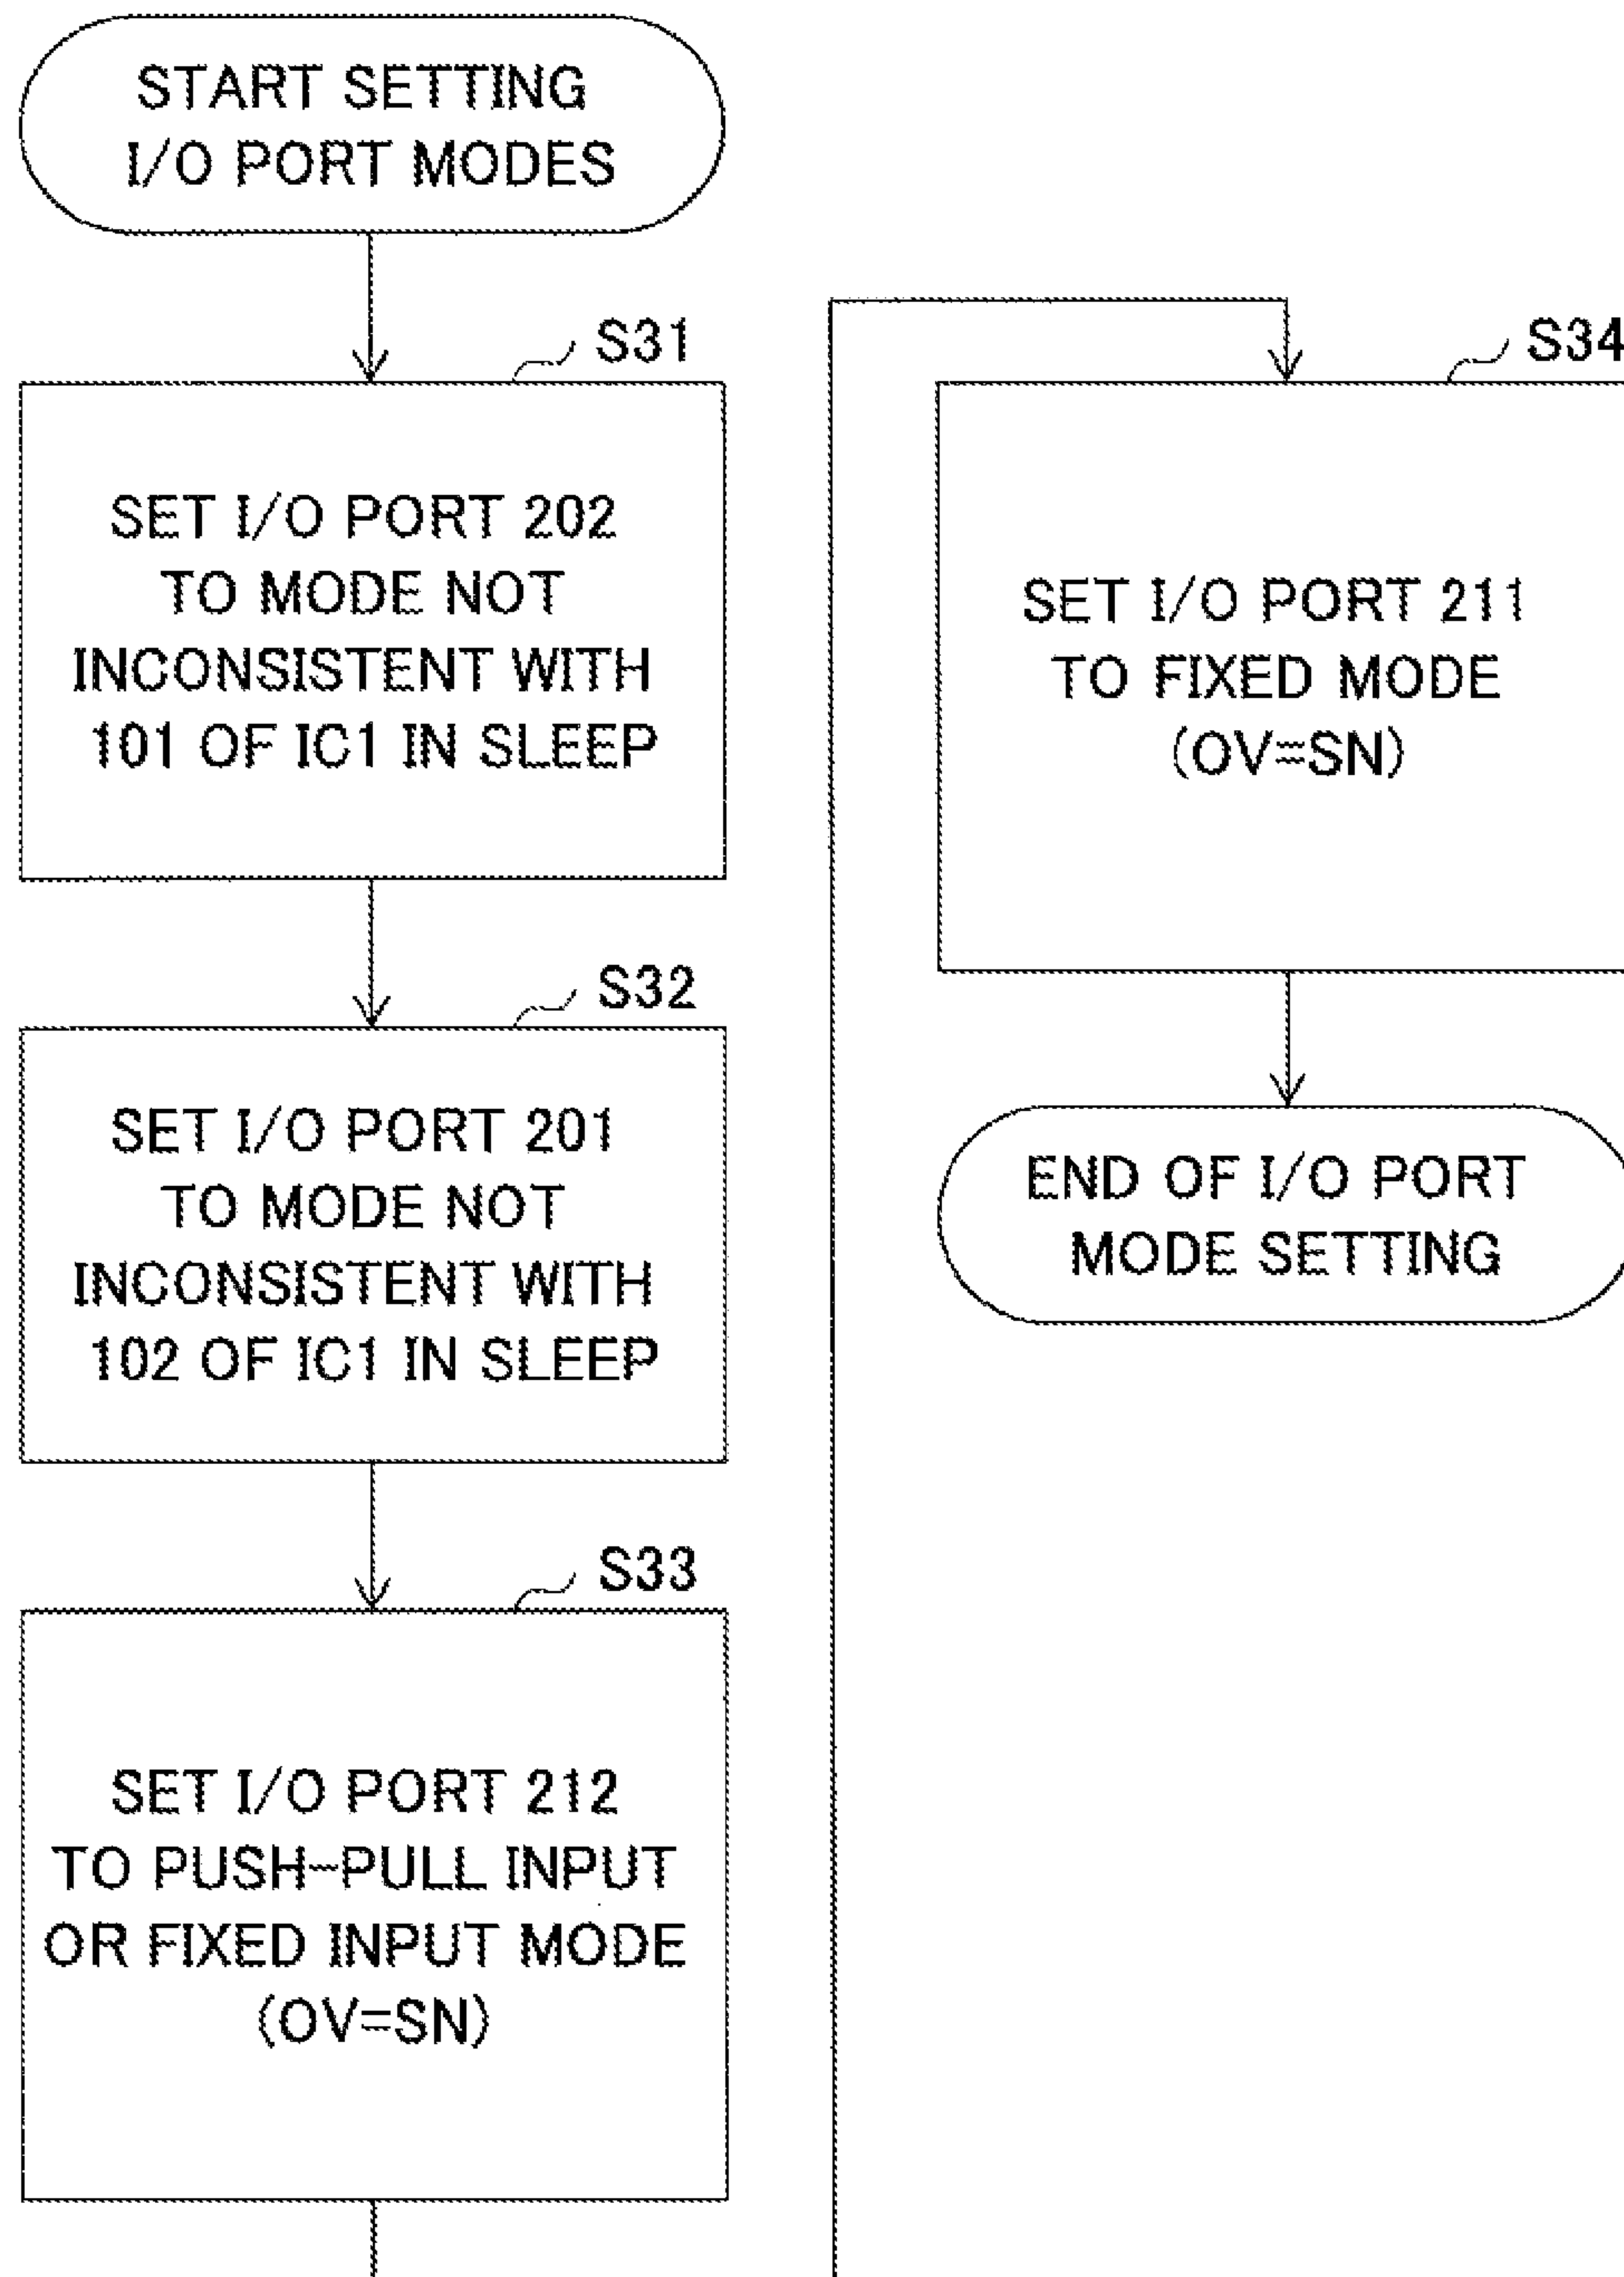 START SETTING
I/O PORT MODES
S31
SET I/O PORT 202
TO MODE NOT
INCONSISTENT WITH
101 OF IC1 IN SLEEP
S32
SET I/O PORT 201
TO MODE NOT
INCONSISTENT WITH
102 OF IC1 IN SLEEP
S33
SET I/O PORT 212
TO PUSH-PULL INPUT
OR FIXED INPUT MODE
(OV=SN)
S34
SET I/O PORT 211
TO FIXED MODE
(OV=SN)
END OF I/O PORT
MODE SETTING